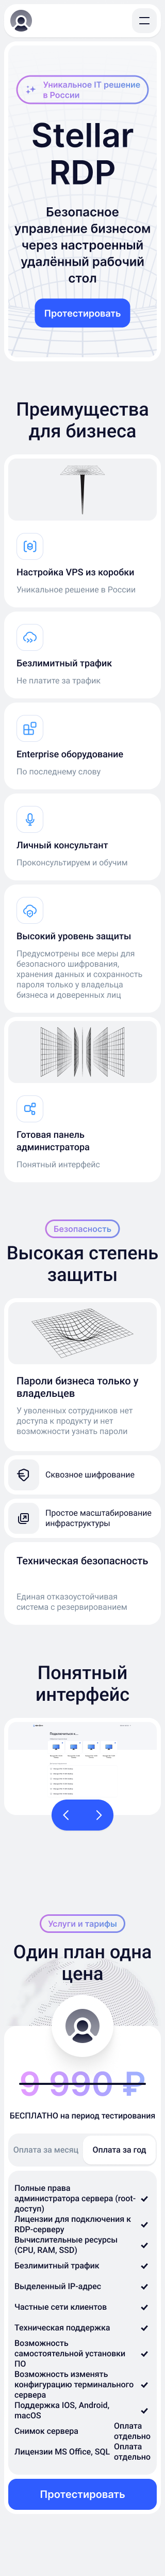 Уникальное IT решение
в России
Stellar
RDP
Безопасное
управление бизнесом
через настроенный
удалённый рабочий
стол
Протестировать
Преимущества
для бизнеса
Настройка VPS из коробки
Уникальное решение в России
Безлимитный трафик
Не платите за трафик
Enterprise оборудование
По последнему слову
Личный консультант
Проконсультируем и обучим
Высокий уровень защиты
Предусмотрены все меры для
безопасного шифрования,
хранения данных и сохранность
пароля только у владельца
бизнеса и доверенных лиц
Готовая панель
администратора
Понятный интерфейс
Безопасность
Высокая степень
защиты
Пароли бизнеса только у
владельцев
У уволенных сотрудников нет
доступа к продукту и нет
возможности узнать пароли
Сквозное шифрование
Простое масштабирование
инфраструктуры
Техническая безопасность
Единая отказоустойчивая
система с резервированием
Понятный
интерфейс
Услуги и тарифы
Один план одна
цена
9 990 ₽
БЕСПЛАТНО на период тестирования
Оплата за месяц
Оплата за год
Полные права
администратора сервера (root-
доступ)
Лицензии для подключения к
RDP-серверу
Вычислительные ресурсы
(CPU, RAM, SSD)
Безлимитный трафик
Выделенный IP-адрес
Частные сети клиентов
Техническая поддержка
Возможность
самостоятельной установки
ПО
Возможность изменять
конфигурацию терминального
сервера
Поддержка IOS, Android,
macOS
Снимок сервера
Оплата
отдельно
Лицензии MS Office, SQL
Оплата
отдельно
Протестировать